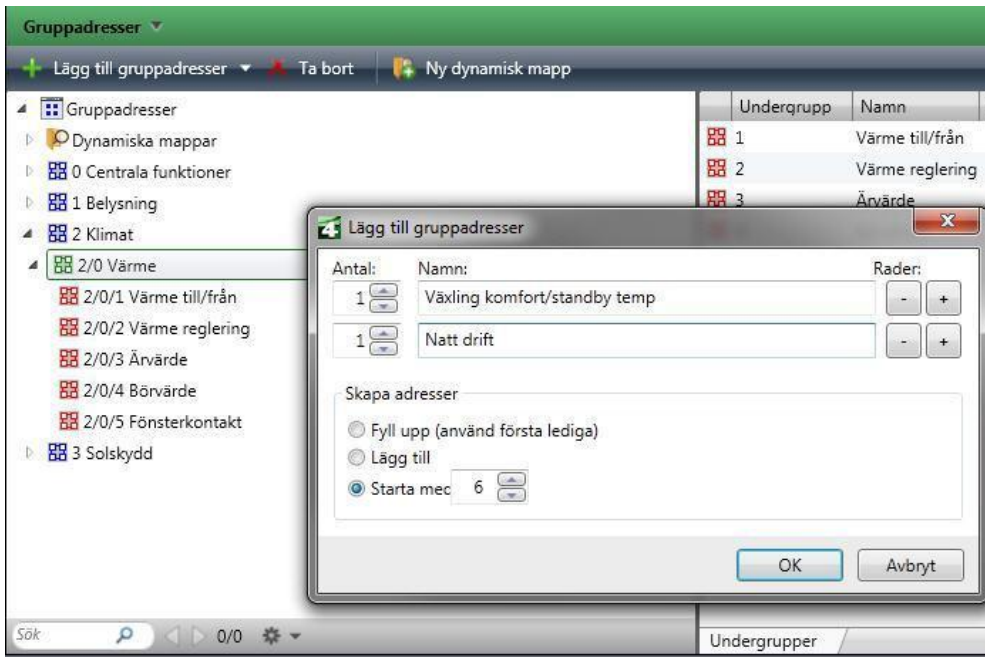 Gruppadresser
Lägg till gruppadresser Ta bort Ny dynamisk mapp
Gruppadresser
Dynamiska mappar
0 Centrala funktioner
1 Belysning
2 Klimat
2/0 Värme
2/0/1 Värme till/från
2/0/2 Värme reglering
2/0/3 Ärvärde
2/0/4 Börvärde
2/0/5 Fönsterkontakt
3 Solskydd
Undergrupp Namn
1 Värme till/från
2 Värme reglering
3 Ärvärde
4 Lägg till gruppadresser
Antal: Namn: Rader:
1 Växling komfort/standby temp - +
1 Natt drift - +
Skapa adresser
Fyll upp (använd första lediga)
Lägg till
Starta mec 6
OK Avbryt
Sök 0/0
Undergrupper